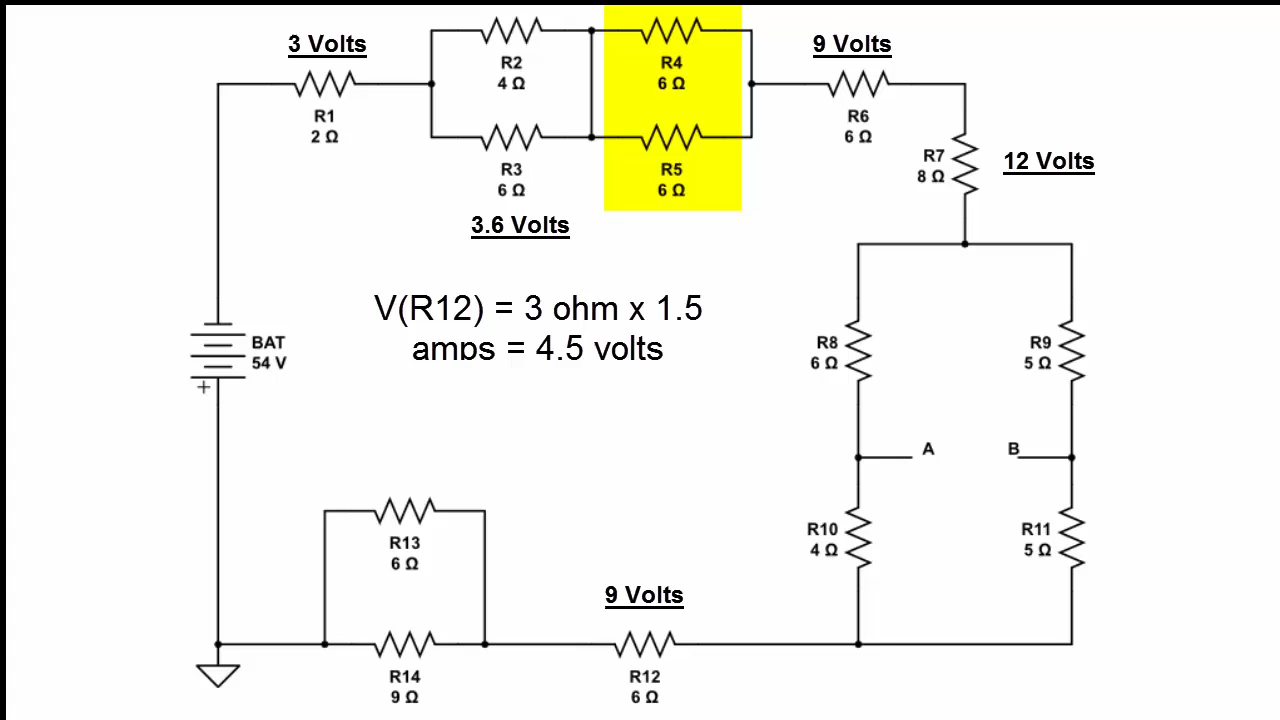 3 Volts
R1
2 Ω
R2
4 Ω
R3
6 Ω
3.6 Volts
R4
6 Ω
R5
6 Ω
9 Volts
R6
6 Ω
R7
8 Ω
12 Volts
V(R12) = 3 ohm x 1.5
amps = 4.5 volts
BAT
54 V
+
R8
6 Ω
R9
5 Ω
A
B
R10
4 Ω
R11
5 Ω
R13
6 Ω
R14
9 Ω
9 Volts
R12
6 Ω